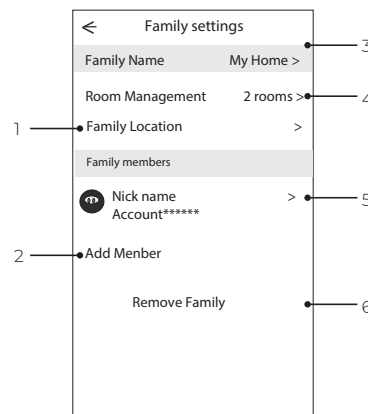 ← Family settings
3
Family Name My Home >
Room Management 2 rooms > 4
1 Family Location >
Family members
Nick name > 5
Account******
2 Add Menber
Remove Family 6